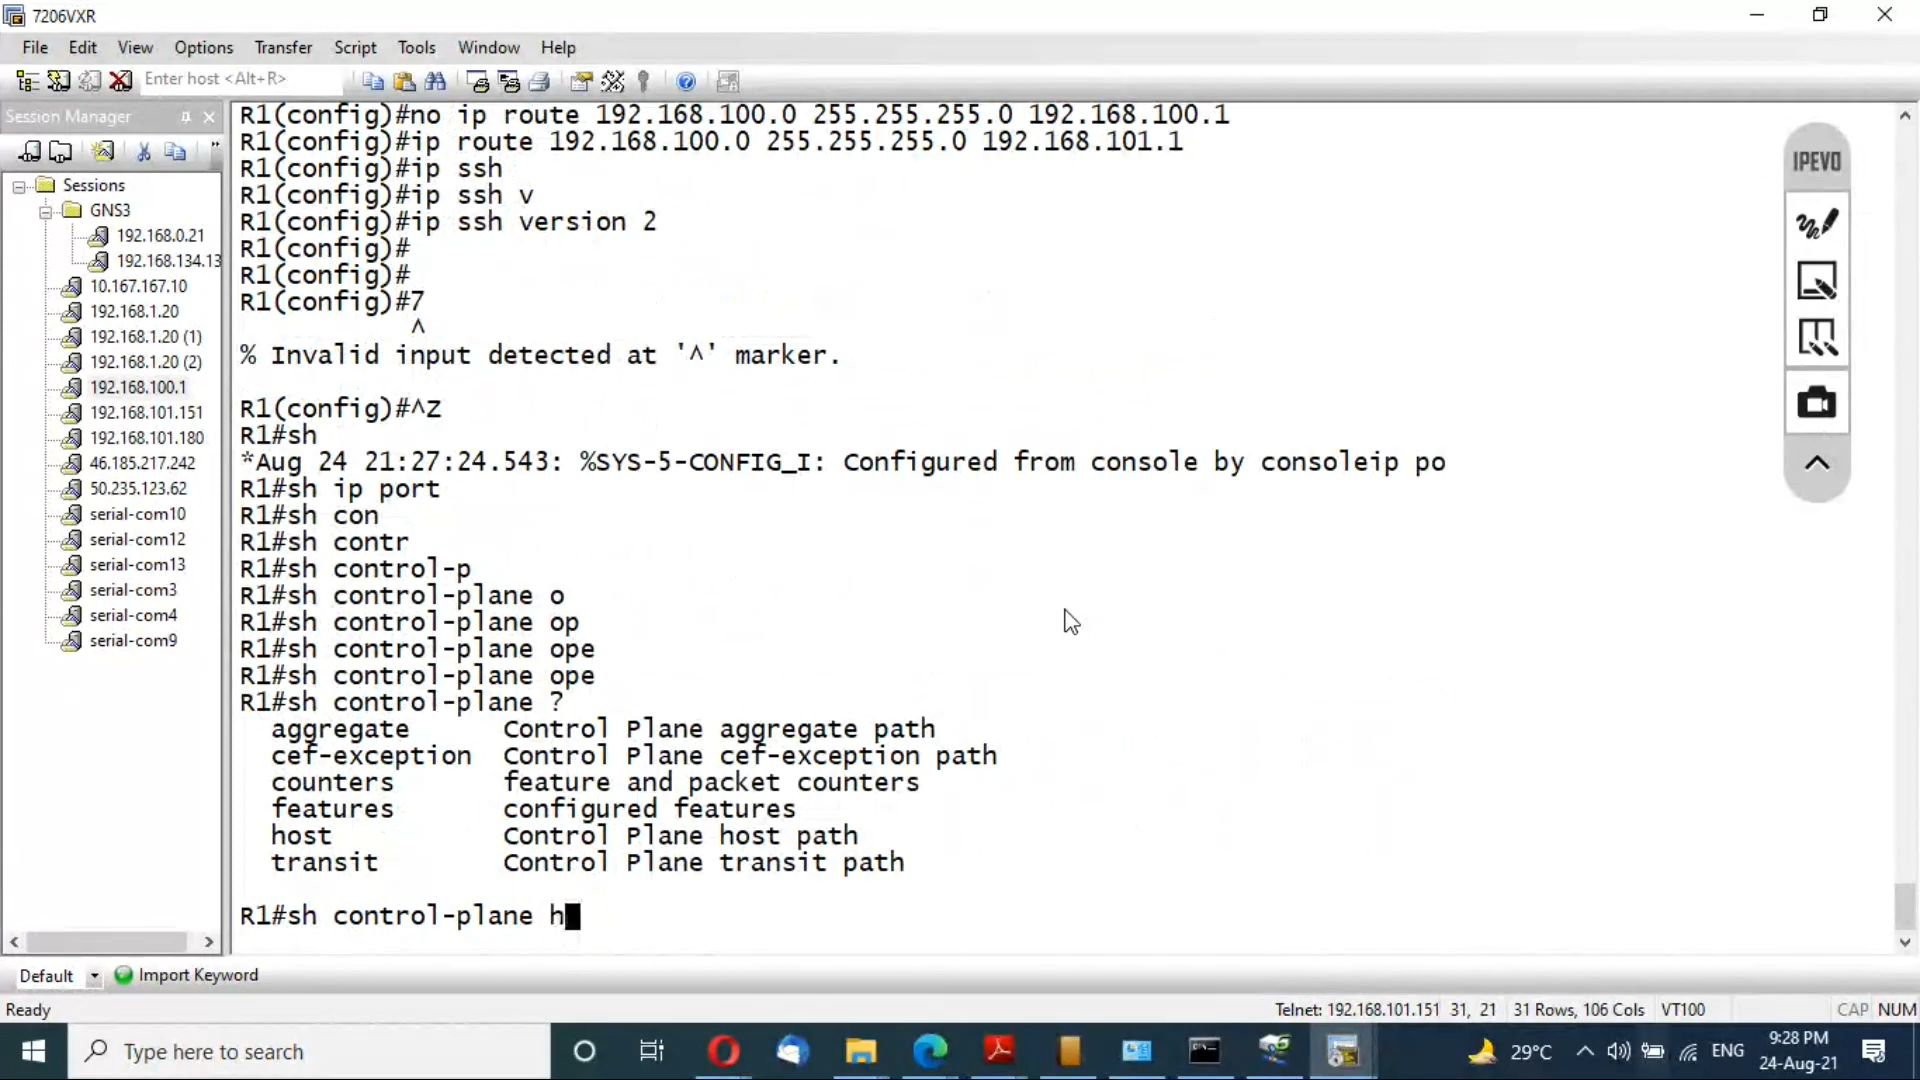 7206VXR
File Edit View Options Transfer Script Tools Window Help
Enter host <Alt+R>
Session Manager
Sessions
GNS3
192.168.0.21
192.168.134.13
10.167.167.10
192.168.1.20
192.168.1.20 (1)
192.168.1.20 (2)
192.168.100.1
192.168.101.151
192.168.101.180
46.185.217.242
50.235.123.62
serial-com10
serial-com12
serial-com13
serial-com3
serial-com4
serial-com9
R1(config)#no ip route 192.168.100.0 255.255.255.0 192.168.100.1
R1(config)#ip route 192.168.100.0 255.255.255.0 192.168.101.1
R1(config)#ip ssh
R1(config)#ip ssh v
R1(config)#ip ssh version 2
R1(config)#
R1(config)#
R1(config)#7
^
% Invalid input detected at '^' marker.
R1(config)#^Z
R1#sh
*Aug 24 21:27:24.543: %SYS-5-CONFIG_I: Configured from console by consoleip po
R1#sh ip port
R1#sh con
R1#sh contr
R1#sh control-p
R1#sh control-plane o
R1#sh control-plane op
R1#sh control-plane ope
R1#sh control-plane ope
R1#sh control-plane ?
aggregate Control Plane aggregate path
cef-exception Control Plane cef-exception path
counters feature and packet counters
features configured features
host Control Plane host path
transit Control Plane transit path
R1#sh control-plane h
IPEVO
Default Import Keyword
Ready Telnet: 192.168.101.151 31, 21 31 Rows, 106 Cols VT100 CAP NUM
Type here to search
29°C ENG
9:28 PM
24-Aug-21